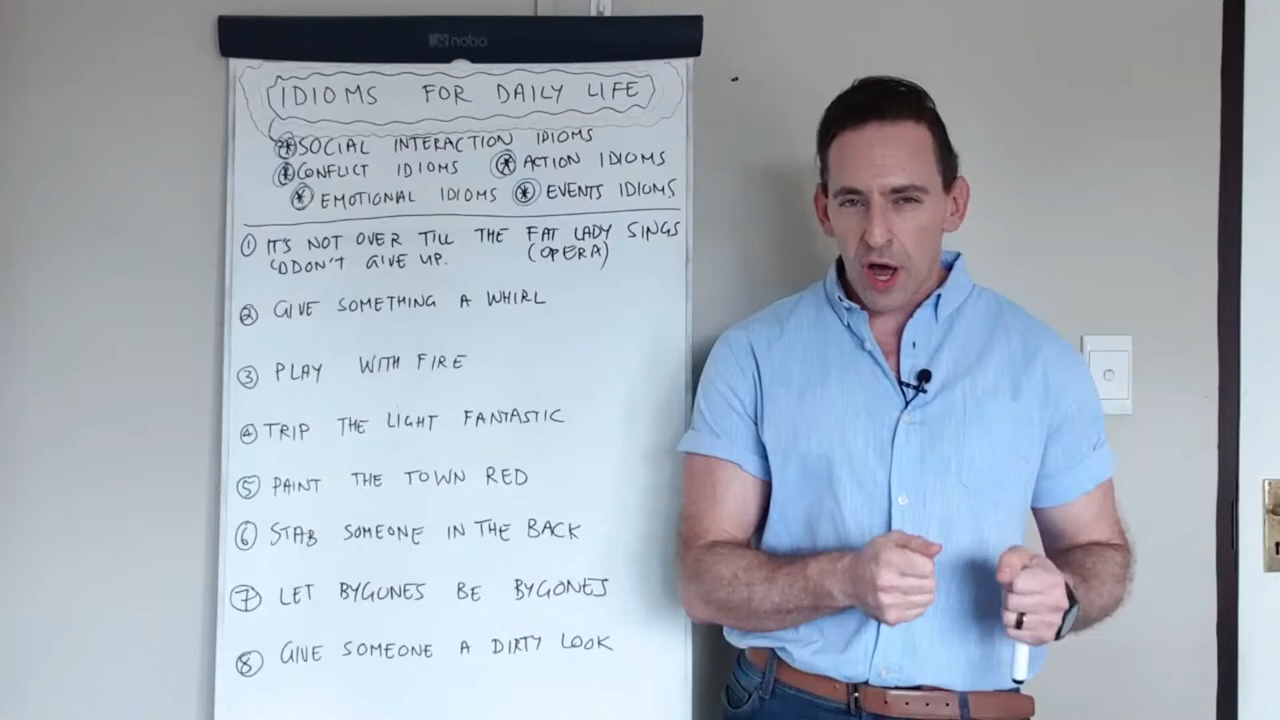 nobo
IDIOMS FOR DAILY LIFE
* SOCIAL INTERACTION IDIOMS
* CONFLICT IDIOMS * ACTION IDIOMS
* EMOTIONAL IDIOMS * EVENTS IDIOMS
① IT'S NOT OVER TILL THE FAT LADY SINGS
↳ DON'T GIVE UP. (OPERA)
② GIVE SOMETHING A WHIRL
③ PLAY WITH FIRE
④ TRIP THE LIGHT FANTASTIC
⑤ PAINT THE TOWN RED
⑥ STAB SOMEONE IN THE BACK
⑦ LET BYGONES BE BYGONES
⑧ GIVE SOMEONE A DIRTY LOOK